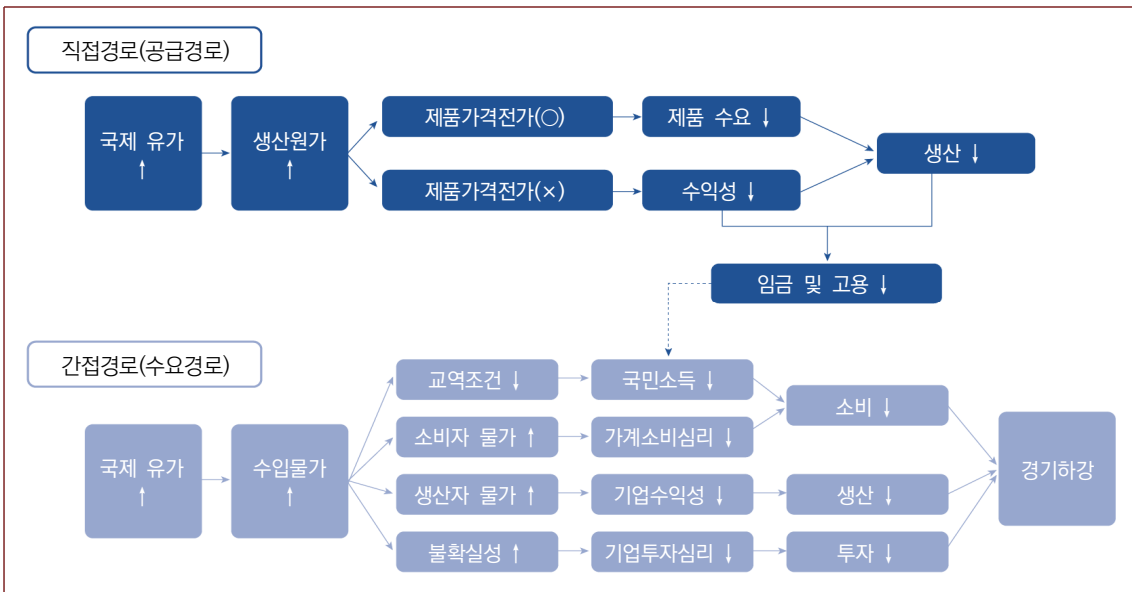 직접경로(공급경로)
국제 유가
↑
생산원가
↑
제품가격전가(○)
제품 수요 ↓
제품가격전가(×)
수익성 ↓
생산 ↓
임금 및 고용 ↓
간접경로(수요경로)
국제 유가
↑
수입물가
↑
교역조건 ↓
국민소득 ↓
소비자 물가 ↑
가계소비심리 ↓
소비 ↓
생산자 물가 ↑
기업수익성 ↓
생산 ↓
불확실성 ↑
기업투자심리 ↓
투자 ↓
경기하강